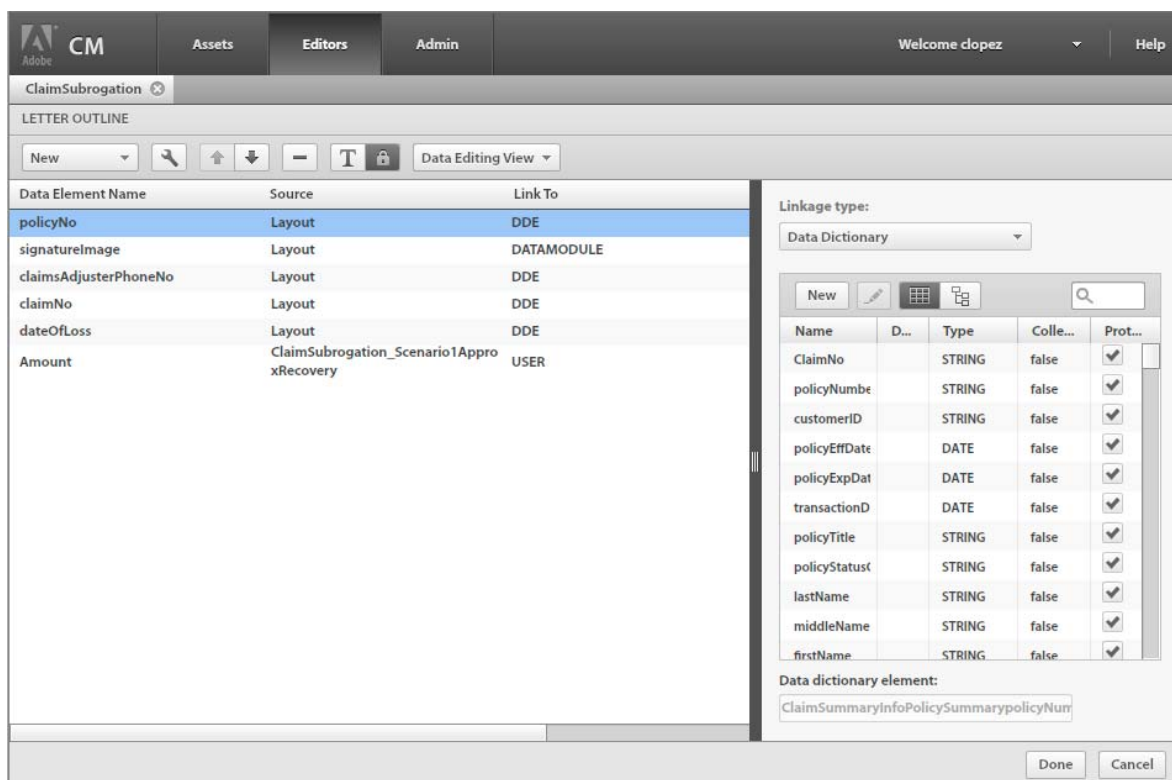 Adobe CM Assets Editors Admin Welcome clopez Help
ClaimSubrogation
LETTER OUTLINE
New T Data Editing View
Data Element Name Source Link To
policyNo Layout DDE
signatureImage Layout DATAMODULE
claimsAdjusterPhoneNo Layout DDE
claimNo Layout DDE
dateOfLoss Layout DDE
Amount ClaimSubrogation_Scenario1Appro
xRecovery USER
Linkage type:
Data Dictionary
New
Name D... Type Colle... Prot...
ClaimNo STRING false
policyNumbe STRING false
customerID STRING false
policyEffDate DATE false
policyExpDat DATE false
transactionD DATE false
policyTitle STRING false
policyStatus( STRING false
lastName STRING false
middleName STRING false
firstName STRING false
Data dictionary element:
ClaimSummaryInfoPolicySummarypolicyNum
Done Cancel